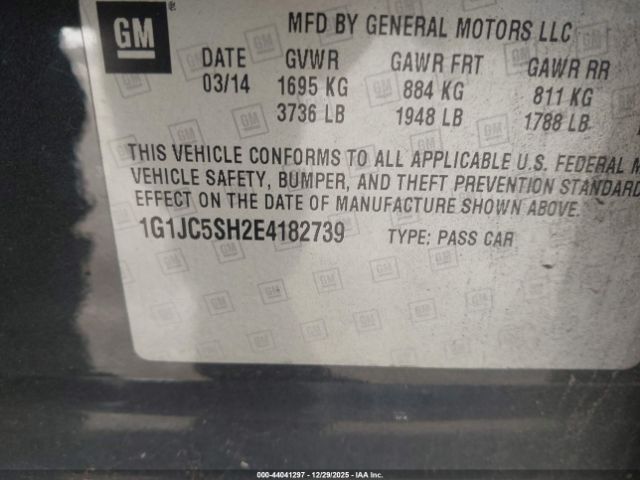 GM
MFD BY GENERAL MOTORS LLC
DATE GVWR GAWR FRT GAWR RR
03/14 1695 KG 884 KG 811 KG
3736 LB 1948 LB 1788 LB
THIS VEHICLE CONFORMS TO ALL APPLICABLE U.S. FEDERAL M
VEHICLE SAFETY, BUMPER, AND THEFT PREVENTION STANDARD
EFFECT ON THE DATE OF MANUFACTURE SHOWN ABOVE.
1G1JC5SH2E4182739 TYPE: PASS CAR
000-44041297 - 12/29/2025 - IAA Inc.